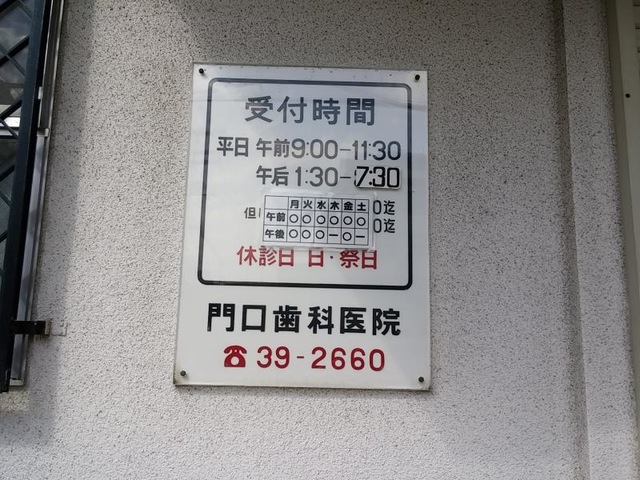 受付時間
平日 午前9:00-11:30
午后1:30-7:30
但 0迄
0迄
月火水木金土
午前○○○○○○
午後○○○-○-
休診日 日・祭日
門口歯科医院
☎39-2660